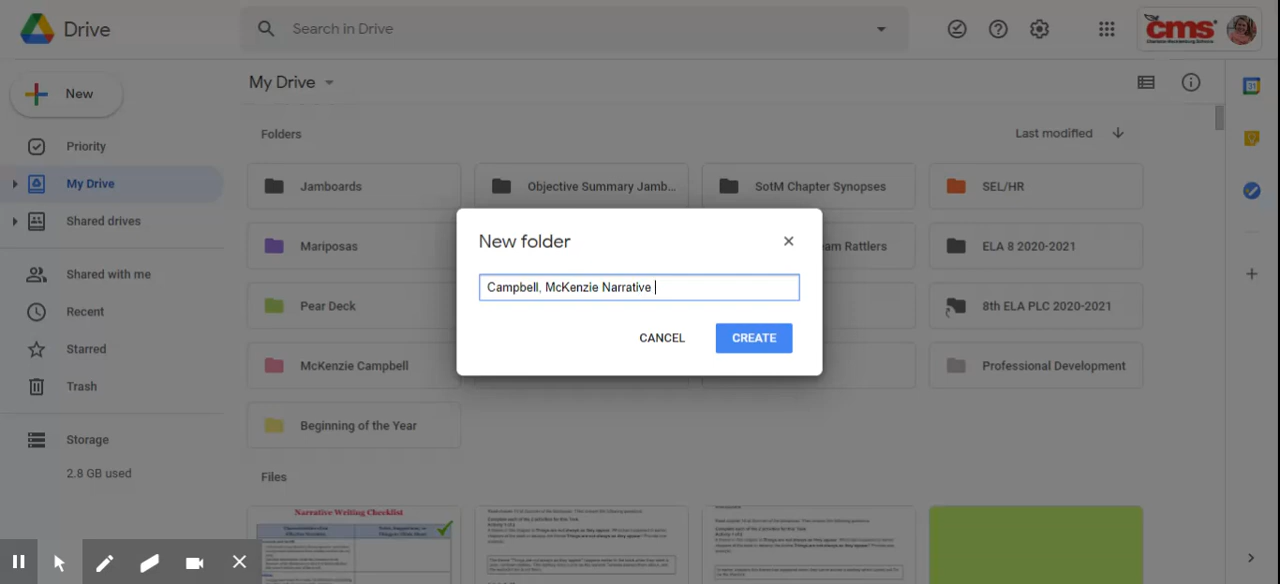 Drive
Search in Drive
cms
New
My Drive
Folders
Last modified
Priority
My Drive
Shared drives
Shared with me
Recent
Starred
Trash
Storage
2.8 GB used
Jamboards
Objective Summary Jamb...
SotM Chapter Synopses
SEL/HR
Mariposas
am Rattlers
ELA 8 2020-2021
Pear Deck
8th ELA PLC 2020-2021
McKenzie Campbell
Professional Development
Beginning of the Year
New folder
Campbell, McKenzie Narrative
CANCEL
CREATE
Files
Narrative Writing Checklist
31